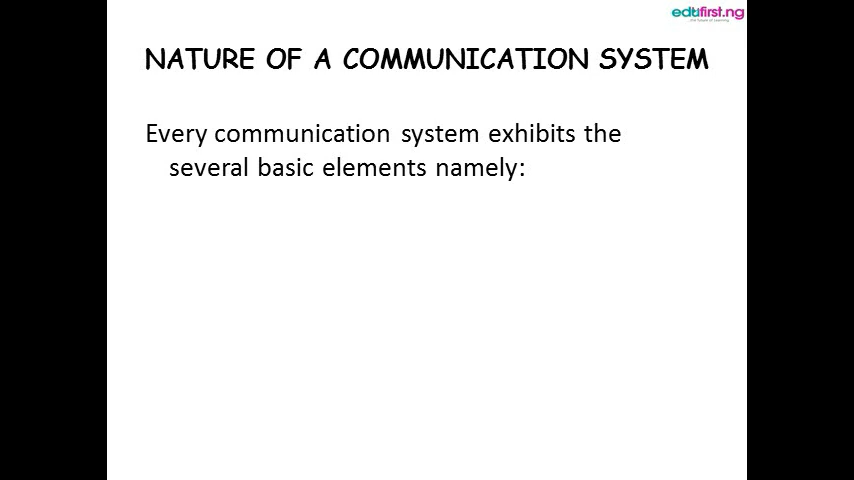 edufirst.ng
NATURE OF A COMMUNICATION SYSTEM
Every communication system exhibits the
several basic elements namely: